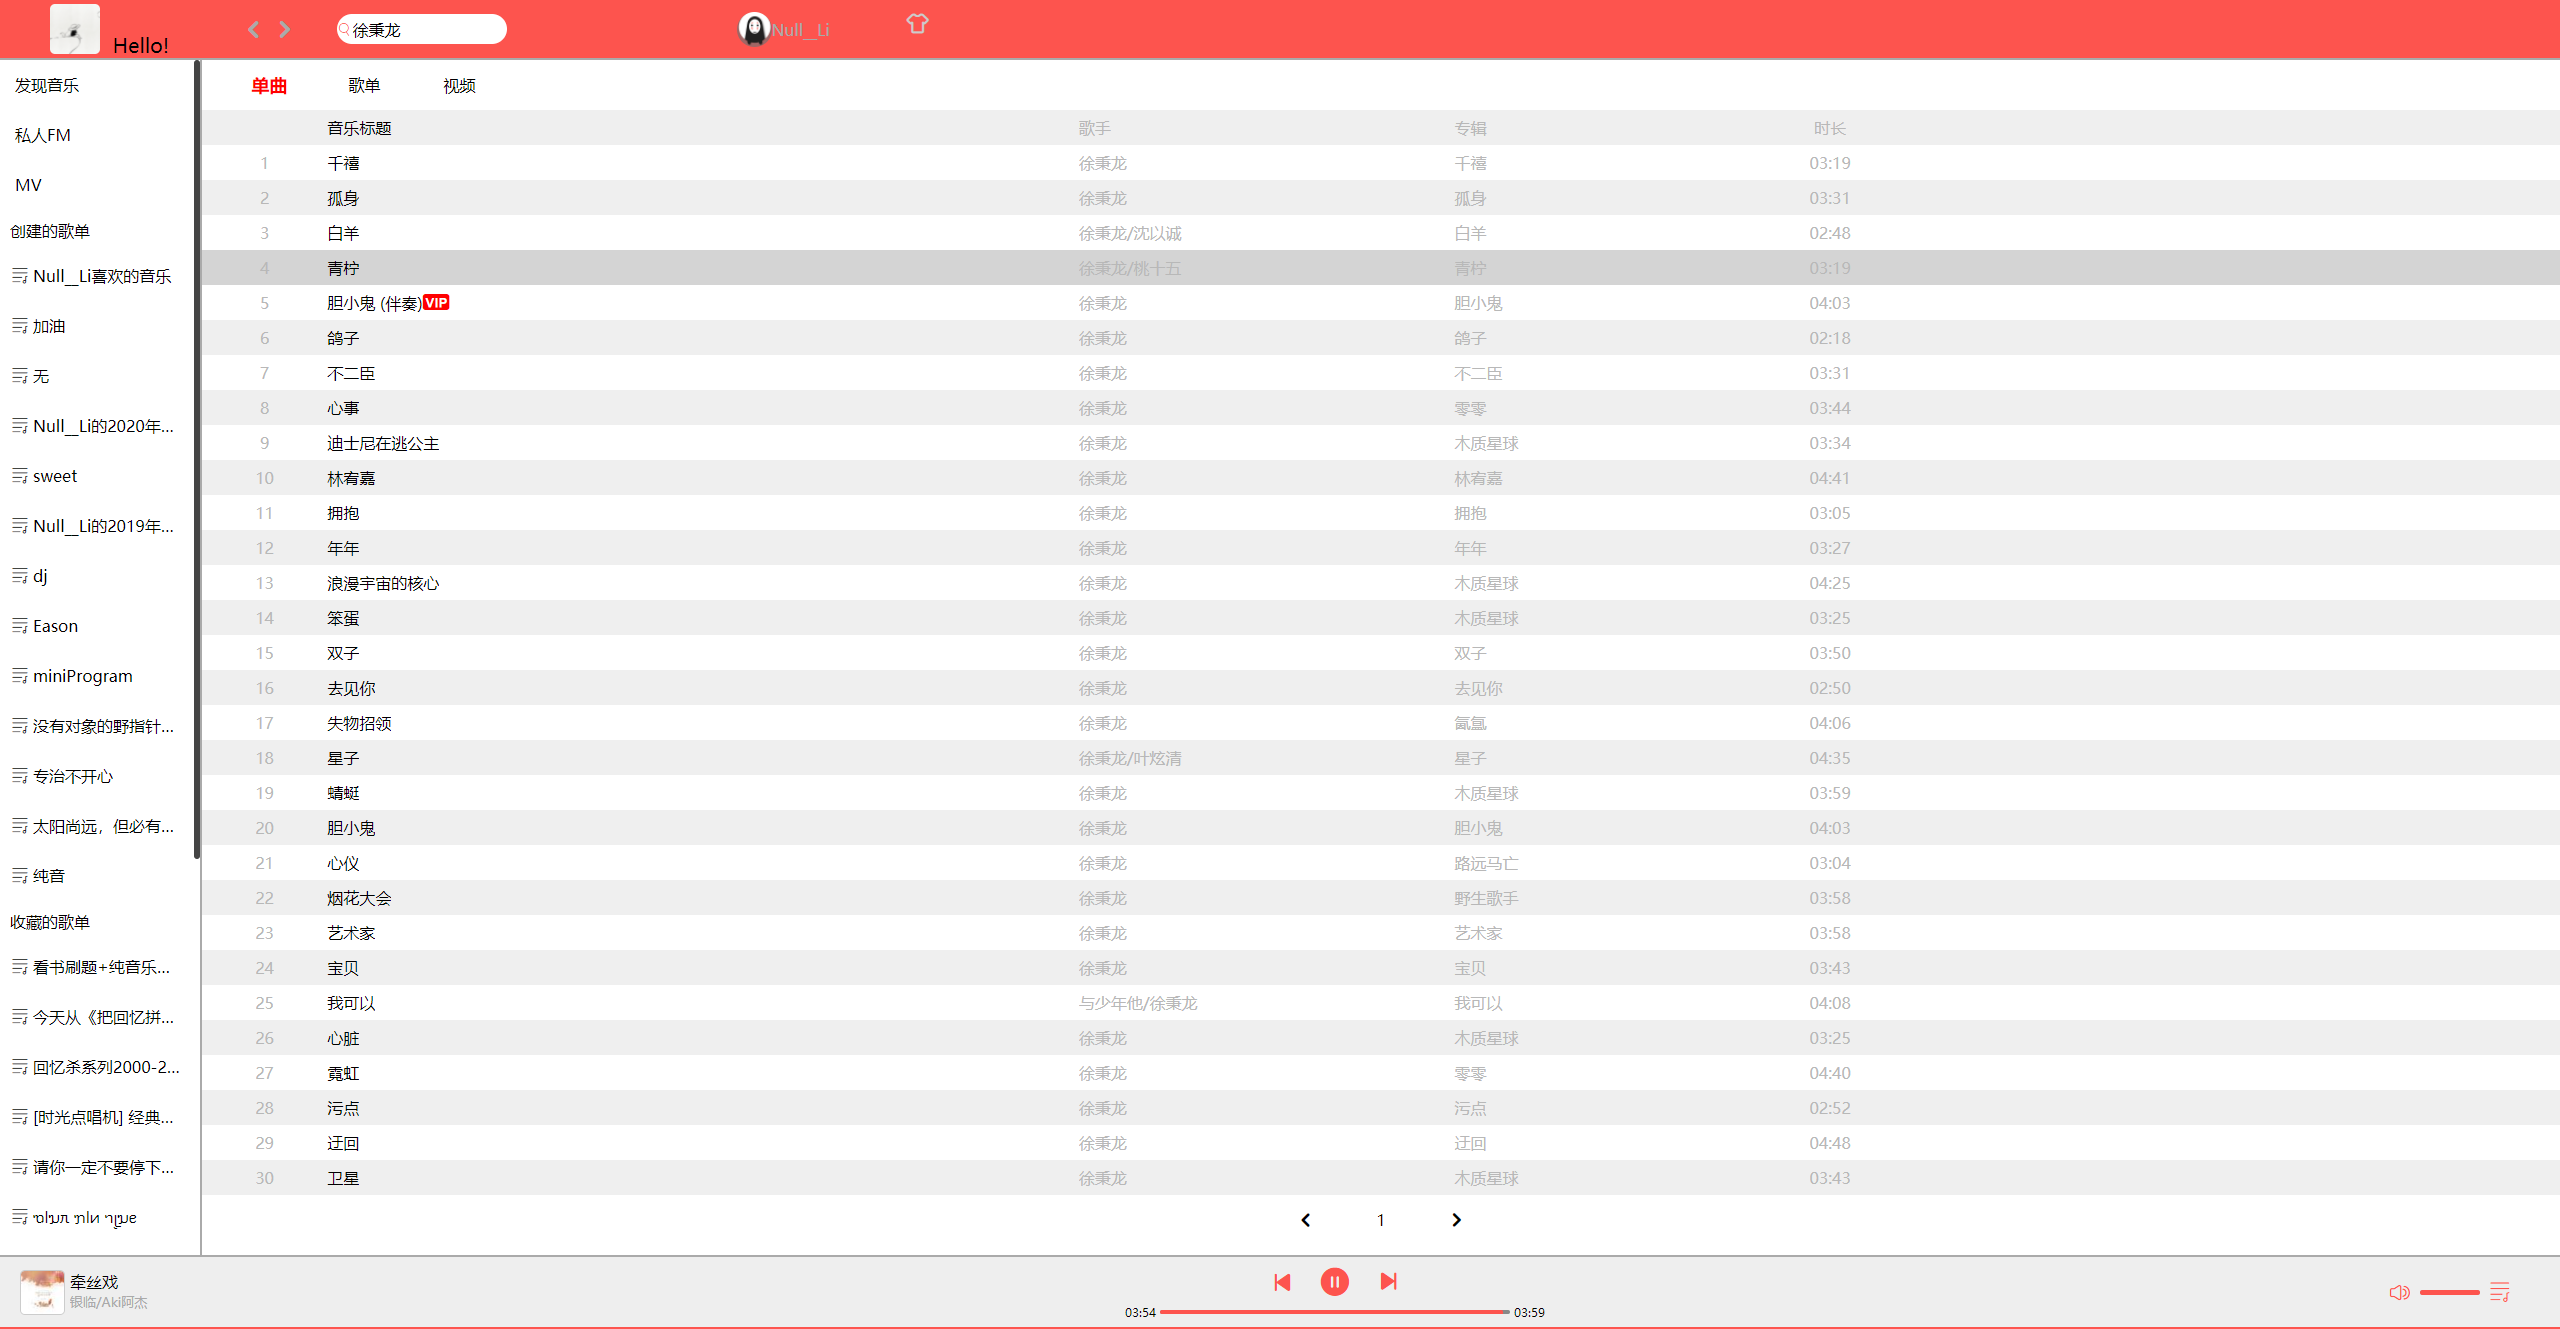 Hello!
徐秉龙
Null__Li
发现音乐
私人FM
MV
创建的歌单
Null__Li喜欢的音乐
加油
无
Null__Li的2020年...
sweet
Null__Li的2019年...
dj
Eason
miniProgram
没有对象的野指针...
专治不开心
太阳尚远，但必有...
纯音
收藏的歌单
看书刷题+纯音乐...
今天从《把回忆拼...
回忆杀系列2000-2...
[时光点唱机] 经典...
请你一定不要停下...
单曲 歌单 视频
音乐标题 歌手 专辑 时长
1 千禧 徐秉龙 千禧 03:19
2 孤身 徐秉龙 孤身 03:31
3 白羊 徐秉龙/沈以诚 白羊 02:48
4 青柠 徐秉龙/桃十五 青柠 03:19
5 胆小鬼 (伴奏)VIP 徐秉龙 胆小鬼 04:03
6 鸽子 徐秉龙 鸽子 02:18
7 不二臣 徐秉龙 不二臣 03:31
8 心事 徐秉龙 零零 03:44
9 迪士尼在逃公主 徐秉龙 木质星球 03:34
10 林宥嘉 徐秉龙 林宥嘉 04:41
11 拥抱 徐秉龙 拥抱 03:05
12 年年 徐秉龙 年年 03:27
13 浪漫宇宙的核心 徐秉龙 木质星球 04:25
14 笨蛋 徐秉龙 木质星球 03:25
15 双子 徐秉龙 双子 03:50
16 去见你 徐秉龙 去见你 02:50
17 失物招领 徐秉龙 氤氲 04:06
18 星子 徐秉龙/叶炫清 星子 04:35
19 蜻蜓 徐秉龙 木质星球 03:59
20 胆小鬼 徐秉龙 胆小鬼 04:03
21 心仪 徐秉龙 路远马亡 03:04
22 烟花大会 徐秉龙 野生歌手 03:58
23 艺术家 徐秉龙 艺术家 03:58
24 宝贝 徐秉龙 宝贝 03:43
25 我可以 与少年他/徐秉龙 我可以 04:08
26 心脏 徐秉龙 木质星球 03:25
27 霓虹 徐秉龙 零零 04:40
28 污点 徐秉龙 污点 02:52
29 迂回 徐秉龙 迂回 04:48
30 卫星 徐秉龙 木质星球 03:43
1
牵丝戏
银临/Aki阿杰
03:54 03:59